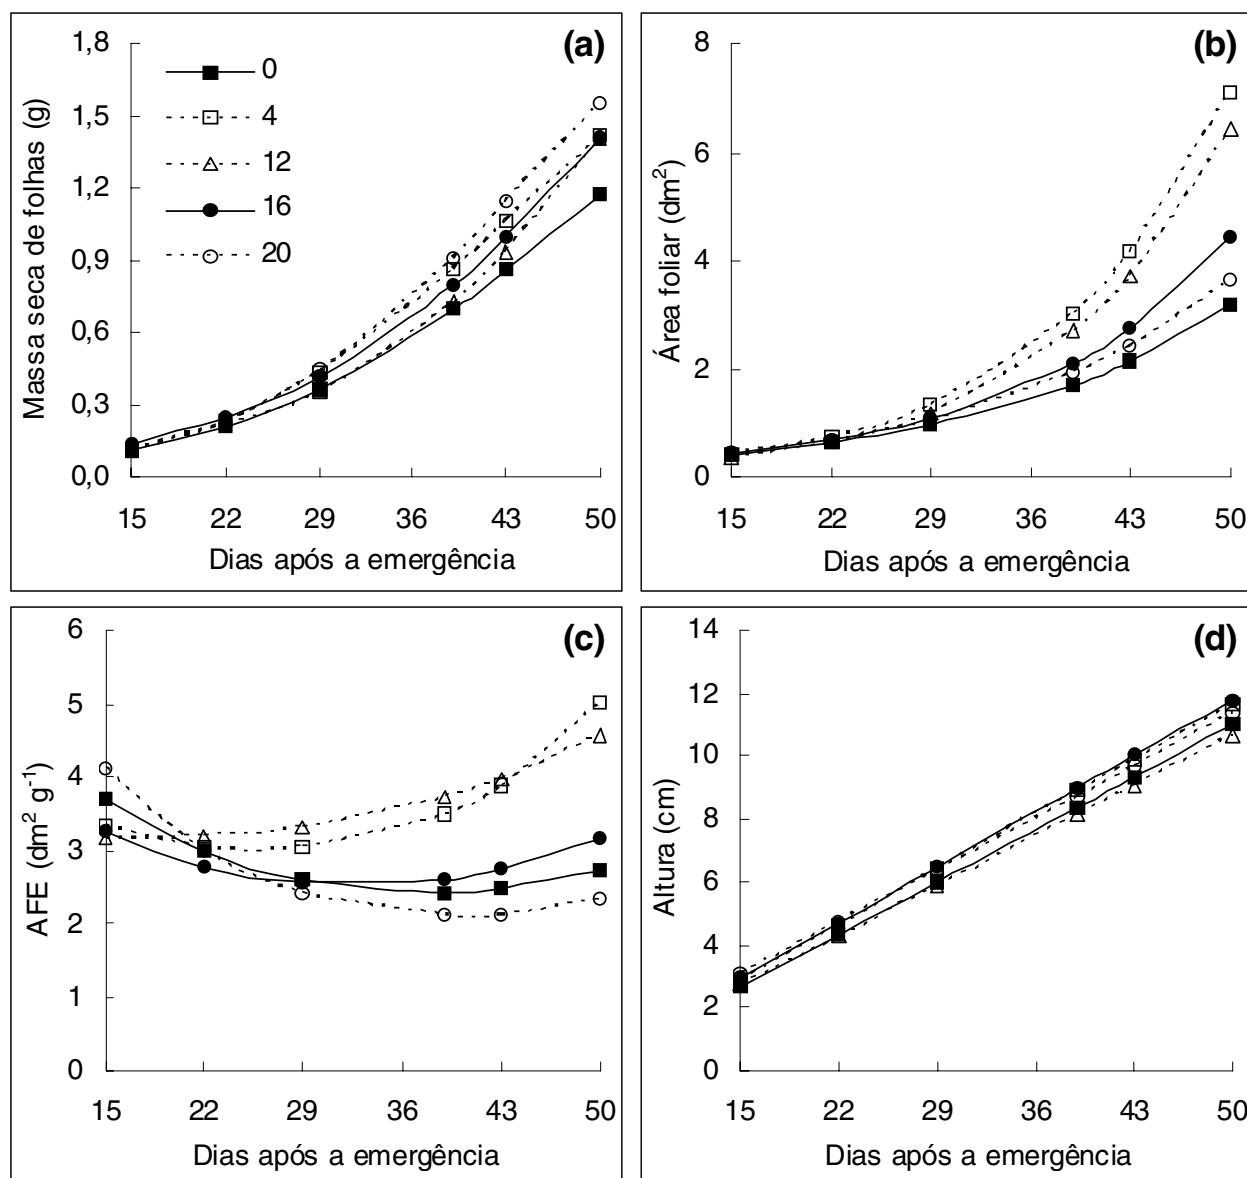 (a)
Massa seca de folhas (g)
1,8
1,5
1,2
0,9
0,6
0,3
0,0
0
4
12
16
20
15 22 29 36 43 50
Dias após a emergência
(b)
Área foliar (dm²)
8
6
4
2
0
15 22 29 36 43 50
Dias após a emergência
(c)
AFE (dm² g⁻¹)
6
5
4
3
2
1
0
15 22 29 36 43 50
Dias após a emergência
(d)
Altura (cm)
14
12
10
8
6
4
2
0
15 22 29 36 43 50
Dias após a emergência